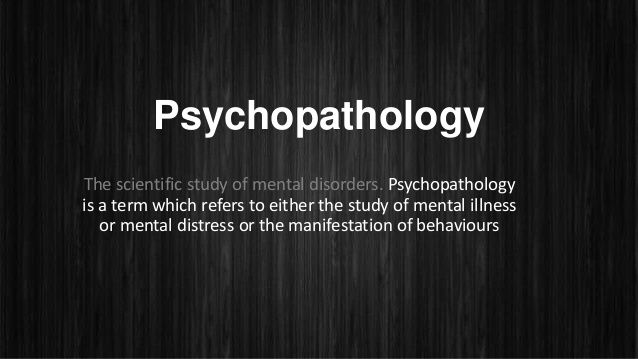 Psychopathology
The scientific study of mental disorders. Psychopathology
is a term which refers to either the study of mental illness
or mental distress or the manifestation of behaviours